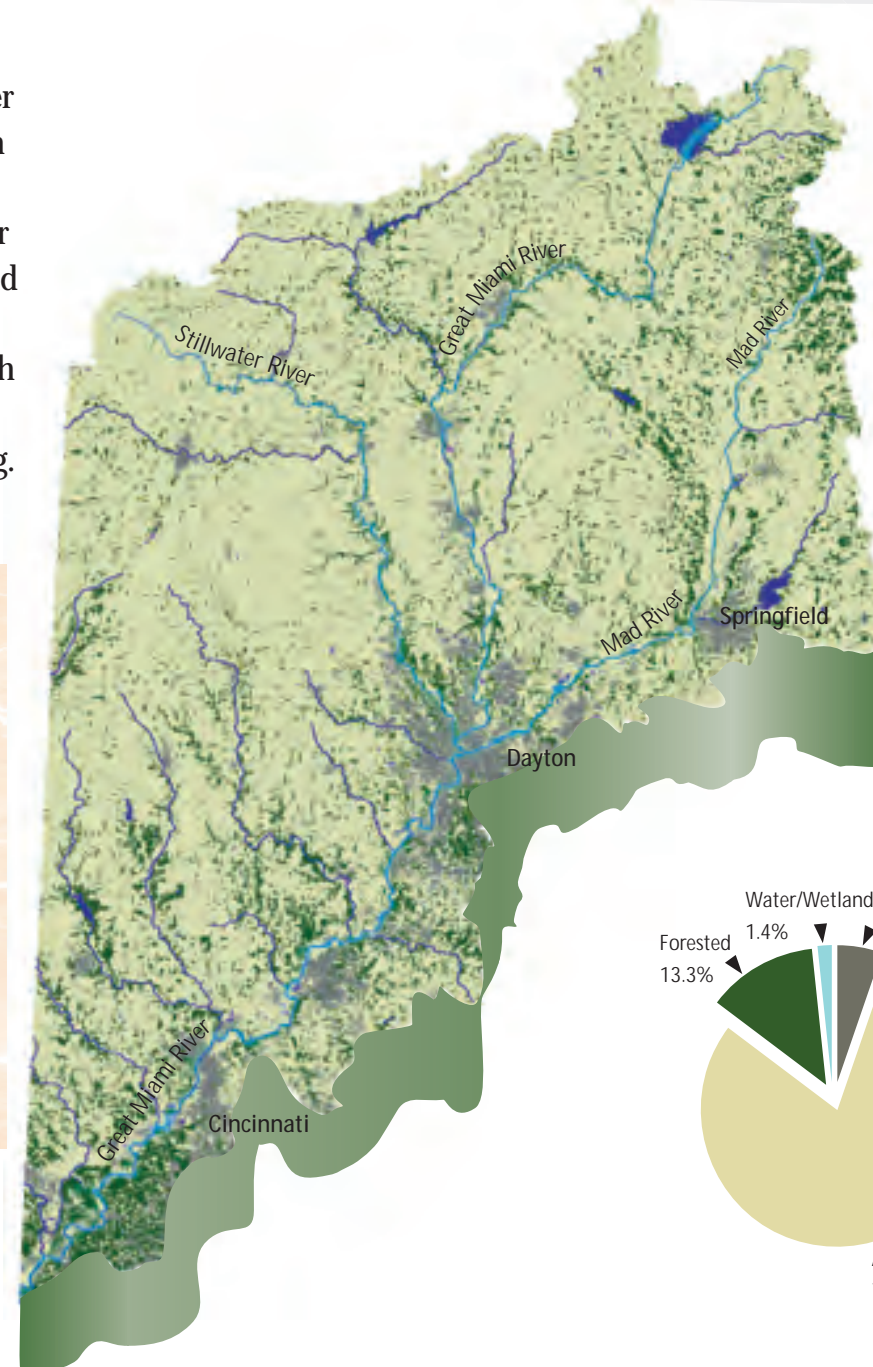 er
n
r
d
h
g.
Great Miami River
Stillwater River
Mad River
Mad River
Springfield
Dayton
Water/Wetland
1.4%
Forested
13.3%
Great Miami River
Cincinnati